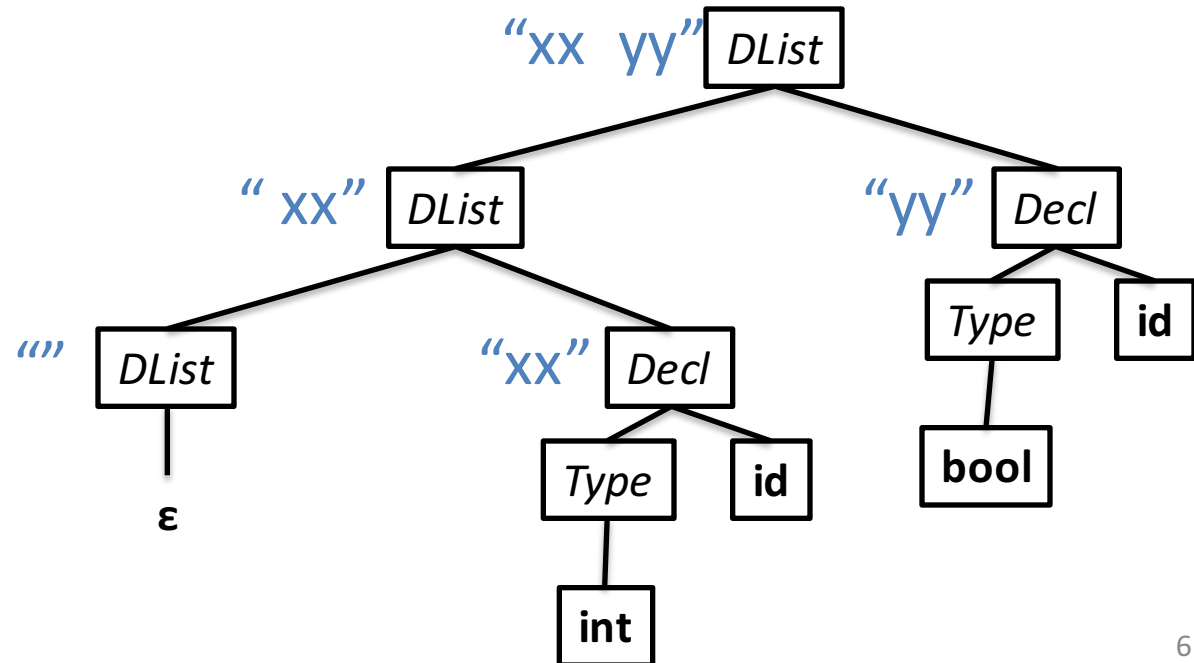 “xx yy” DList
“ xx” DList “yy” Decl
“” DList “xx” Decl Type id
Type id bool
ε
int
6